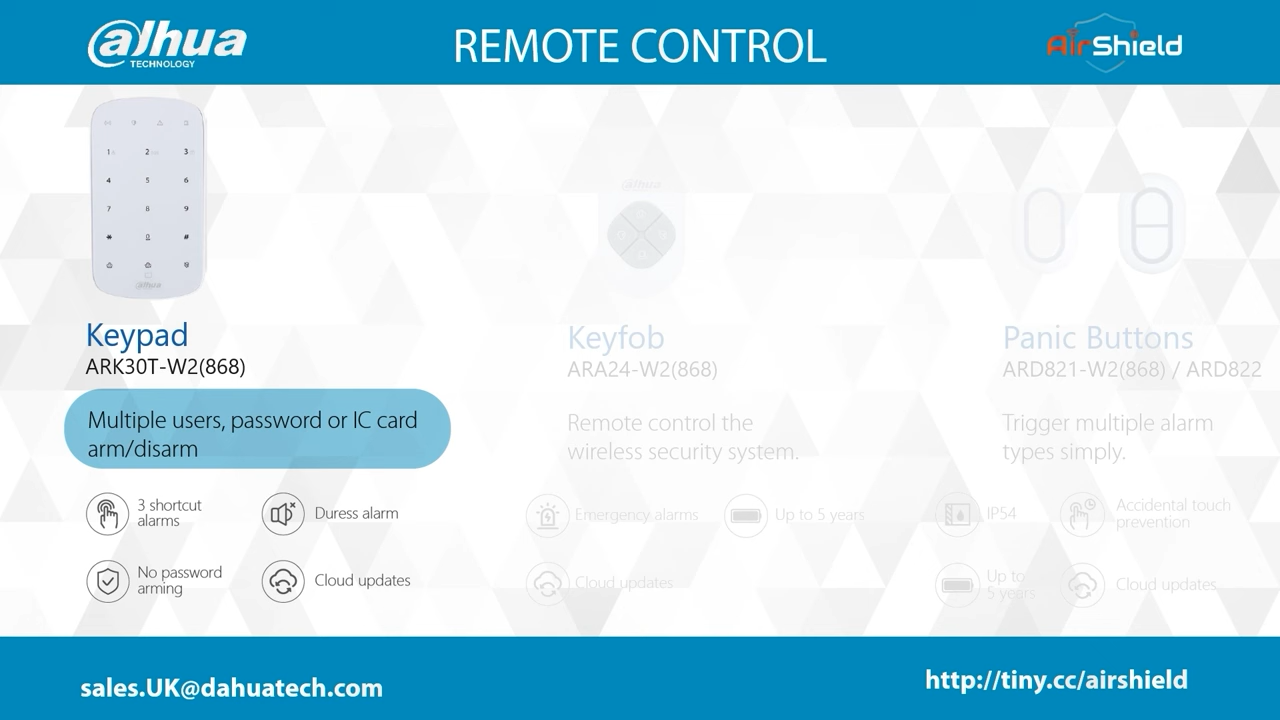 alhua
TECHNOLOGY
REMOTE CONTROL
AirShield
1
2
3
4
5
6
7
8
9
*
0
#
alhua
alhua
Keypad
ARK30T-W2(868)
Multiple users, password or IC card
arm/disarm
3 shortcut
alarms
Duress alarm
No password
arming
Cloud updates
Keyfob
ARA24-W2(868)
Remote control the
wireless security system.
Emergency alarms
Up to 5 years
Cloud updates
Panic Buttons
ARD821-W2(868) / ARD822
Trigger multiple alarm
types simply.
IP54
Accidental touch
prevention
Up to
5 years
Cloud updates
sales.UK@dahuatech.com
http://tiny.cc/airshield